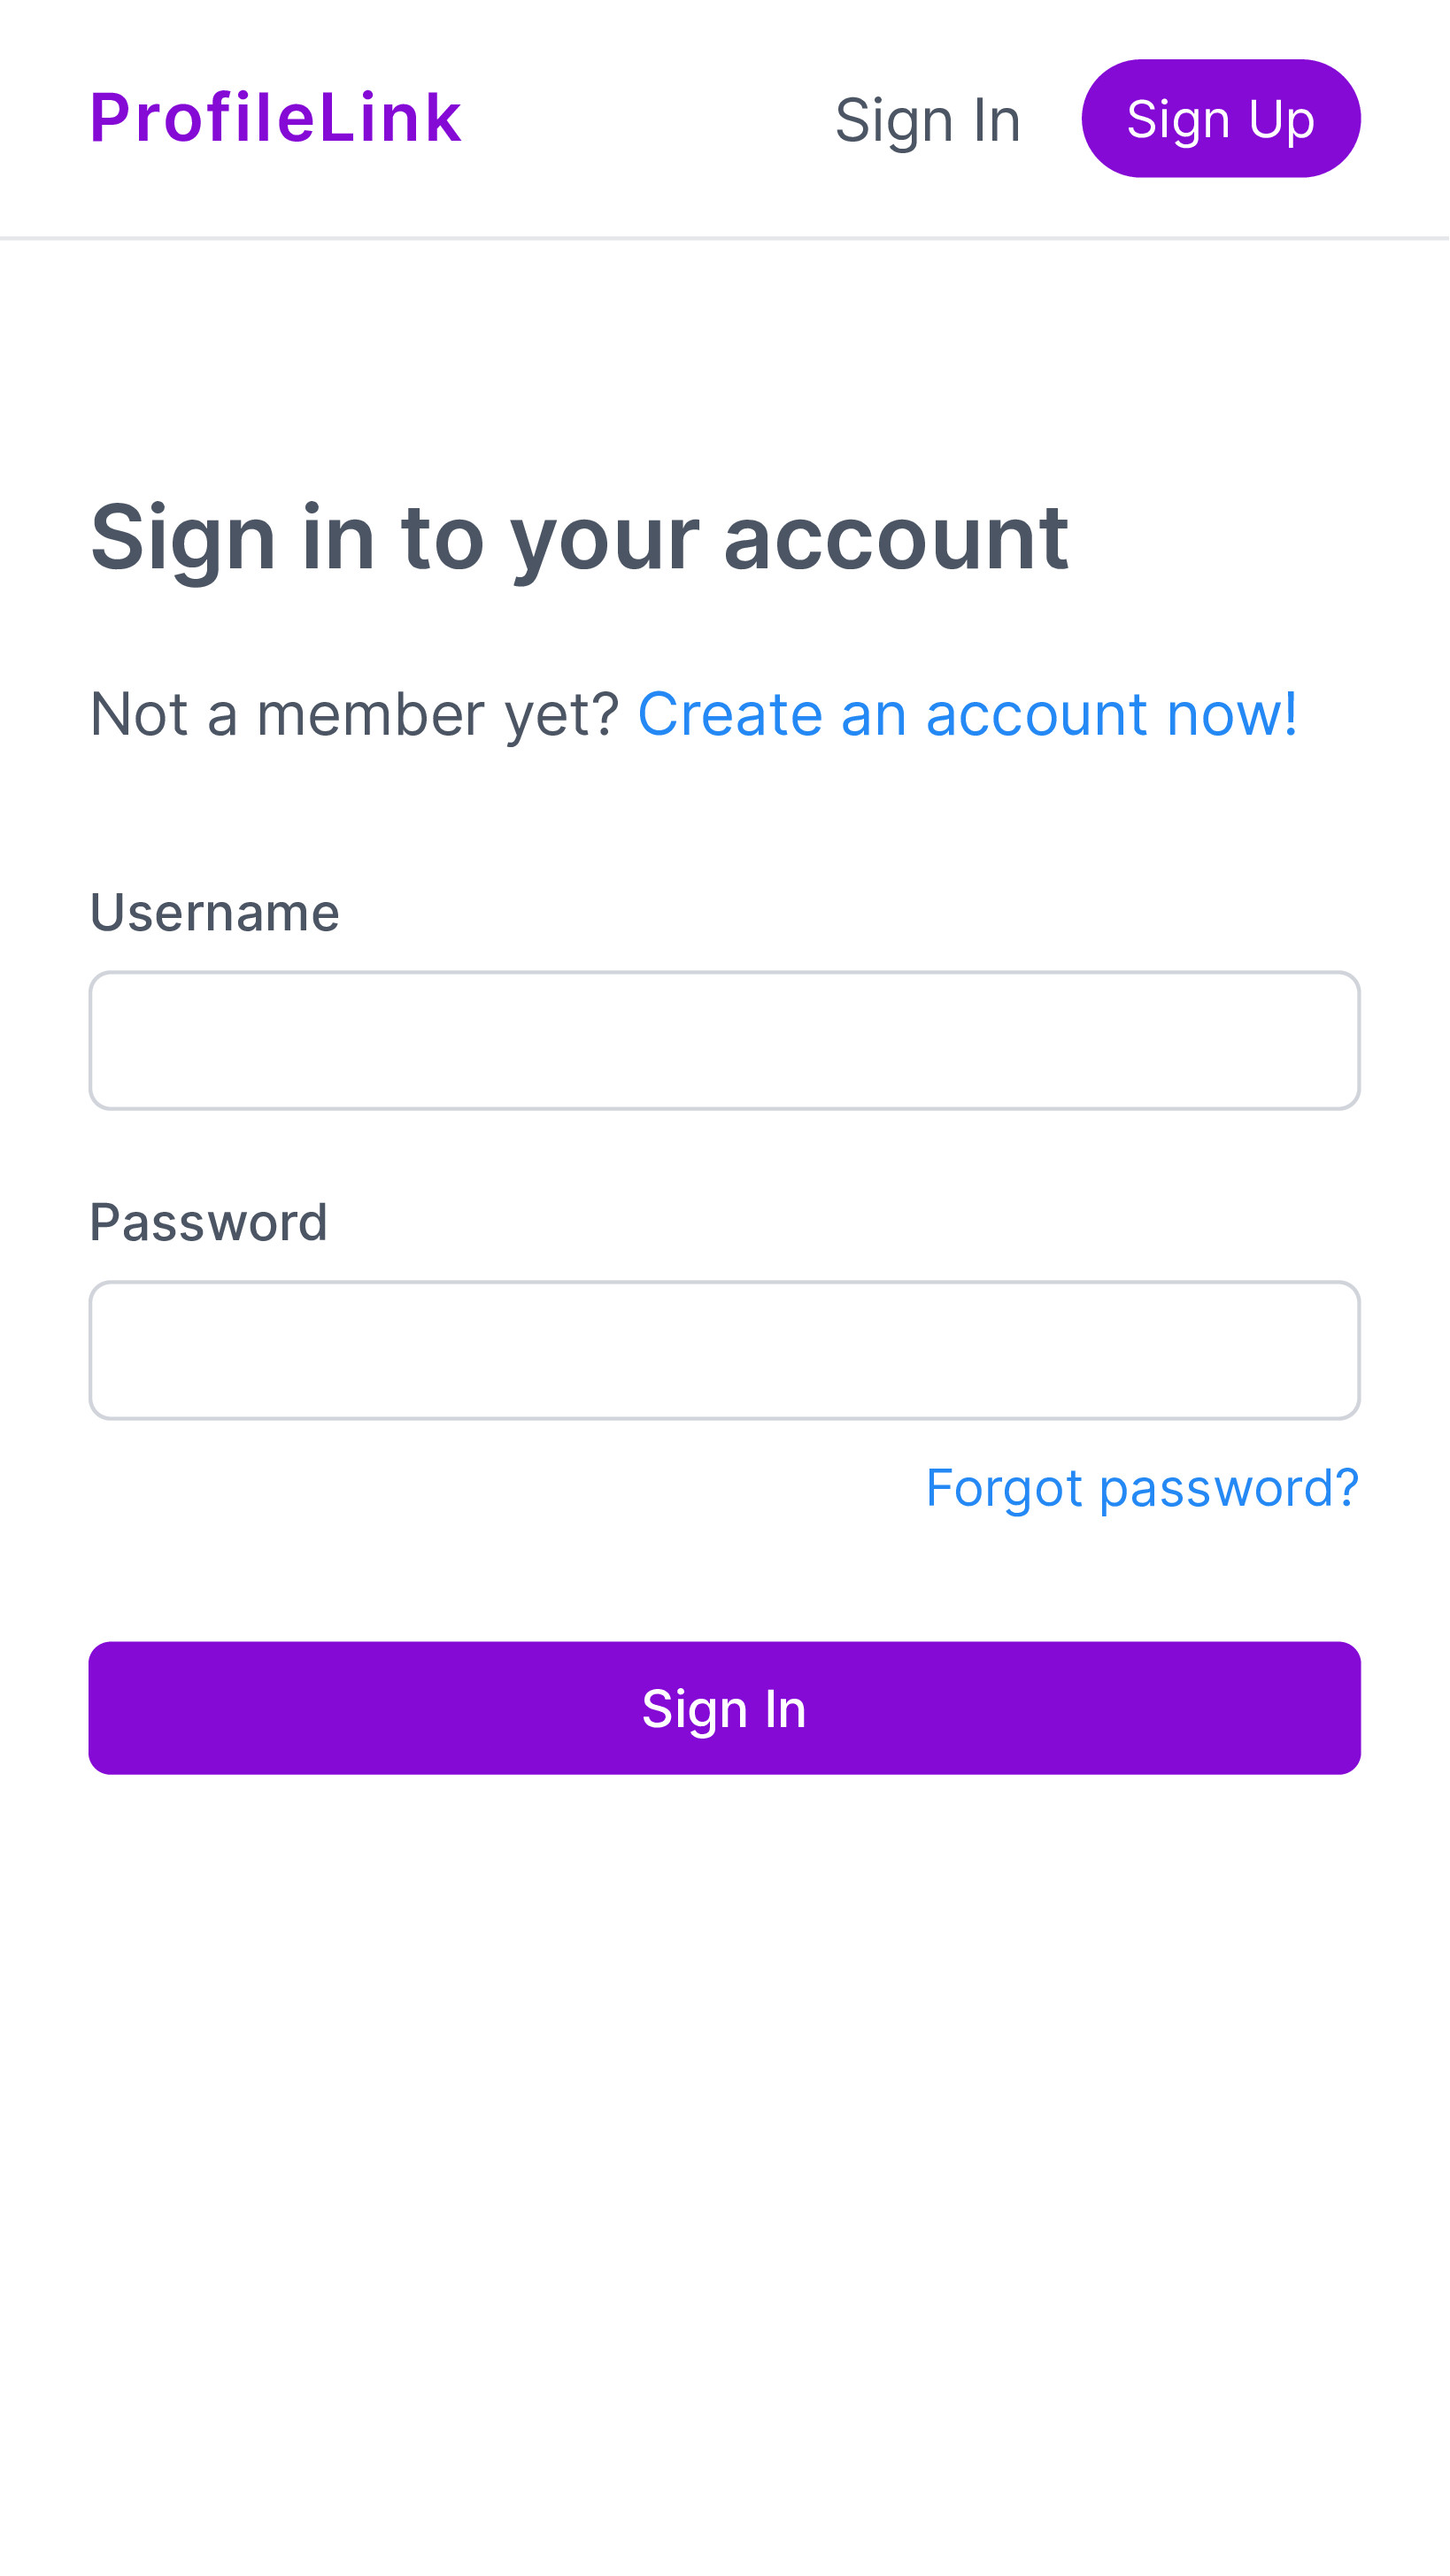 ProfileLink Sign In Sign Up
Sign in to your account
Not a member yet? Create an account now!
Username
Password
Forgot password?
Sign In